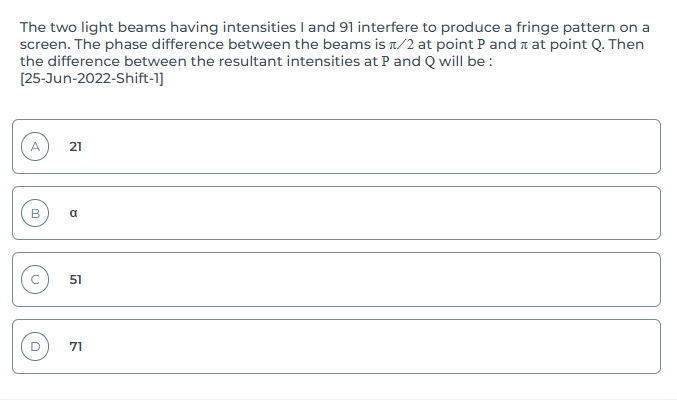 The two light beams having intensities I and 91 interfere to produce a fringe pattern on a
screen. The phase difference between the beams is π/2 at point P and π at point Q. Then
the difference between the resultant intensities at P and Q will be :
[25-Jun-2022-Shift-1]
A 21
B α
C 51
D 71